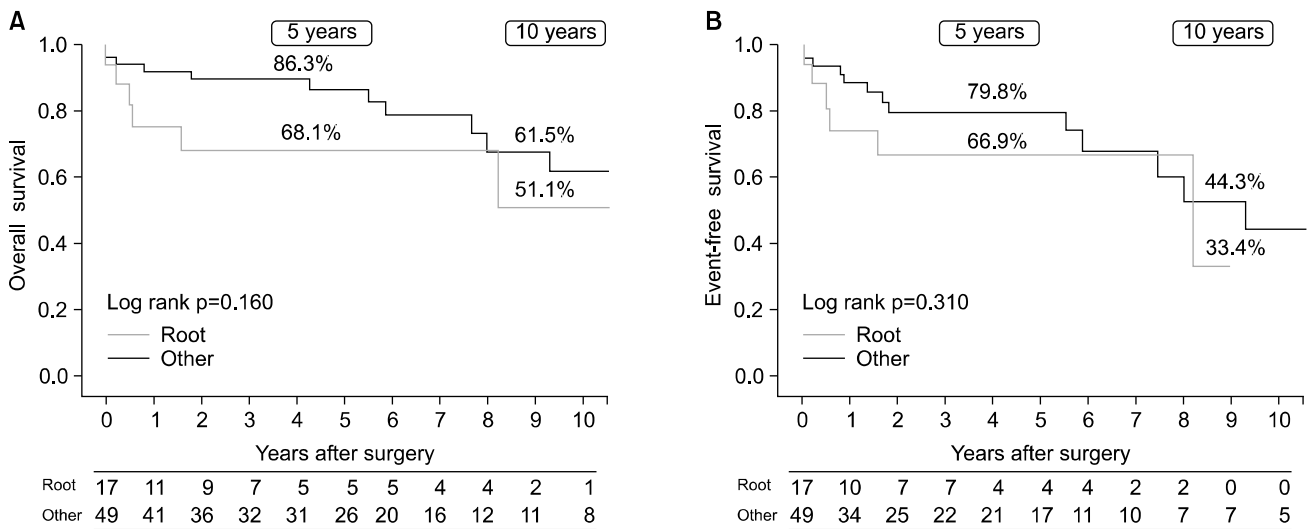 A
5 years
10 years
1.0
0.8
0.6
0.4
0.2
0.0
Overall survival
86.3%
68.1%
61.5%
51.1%
Log rank p=0.160
Root
Other
0 1 2 3 4 5 6 7 8 9 10
Years after surgery
Root 17 11 9 7 5 5 5 4 4 2 1
Other 49 41 36 32 31 26 20 16 12 11 8
B
5 years
10 years
1.0
0.8
0.6
0.4
0.2
0.0
Event-free survival
79.8%
66.9%
44.3%
33.4%
Log rank p=0.310
Root
Other
0 1 2 3 4 5 6 7 8 9 10
Years after surgery
Root 17 10 7 7 4 4 4 2 2 0 0
Other 49 34 25 22 21 17 11 10 7 7 5